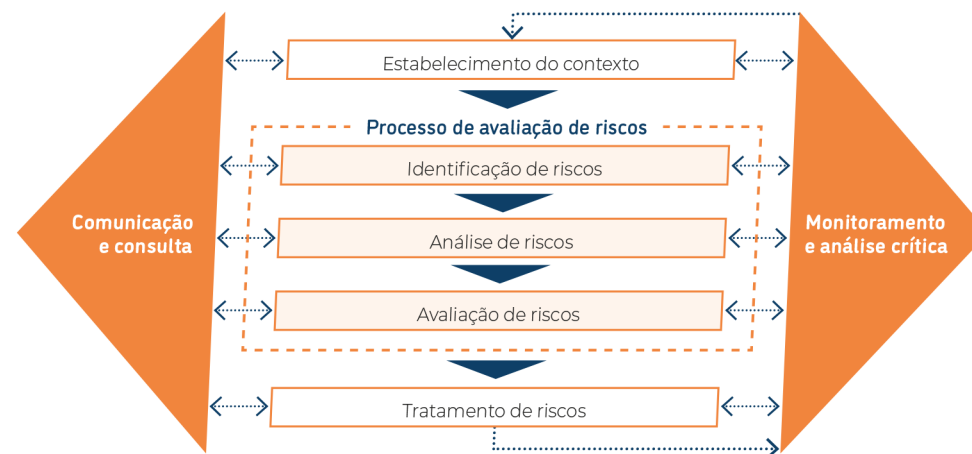 Estabelecimento do contexto
Processo de avaliação de riscos
Identificação de riscos
Comunicação
e consulta
Análise de riscos
Monitoramento
e análise crítica
Avaliação de riscos
Tratamento de riscos